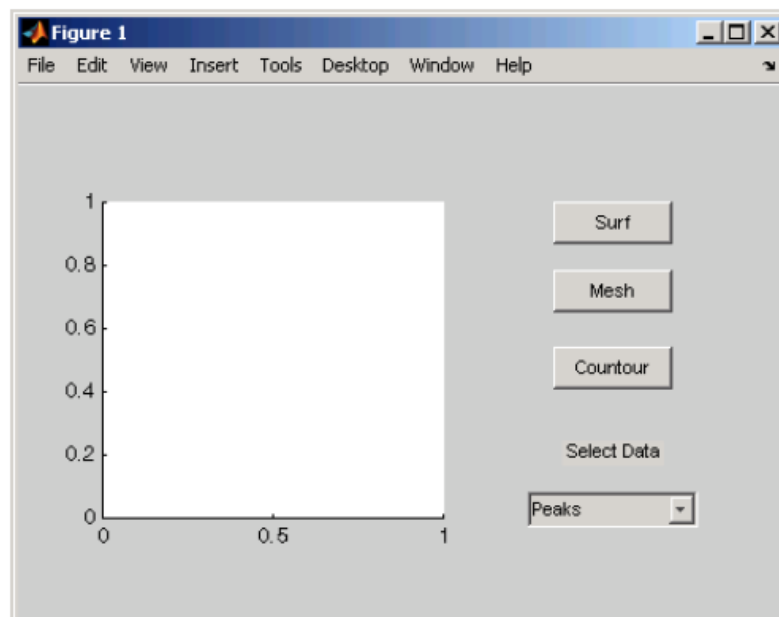 Figure 1
File Edit View Insert Tools Desktop Window Help
1
0.8
0.6
0.4
0.2
0
0 0.5 1
Surf
Mesh
Countour
Select Data
Peaks